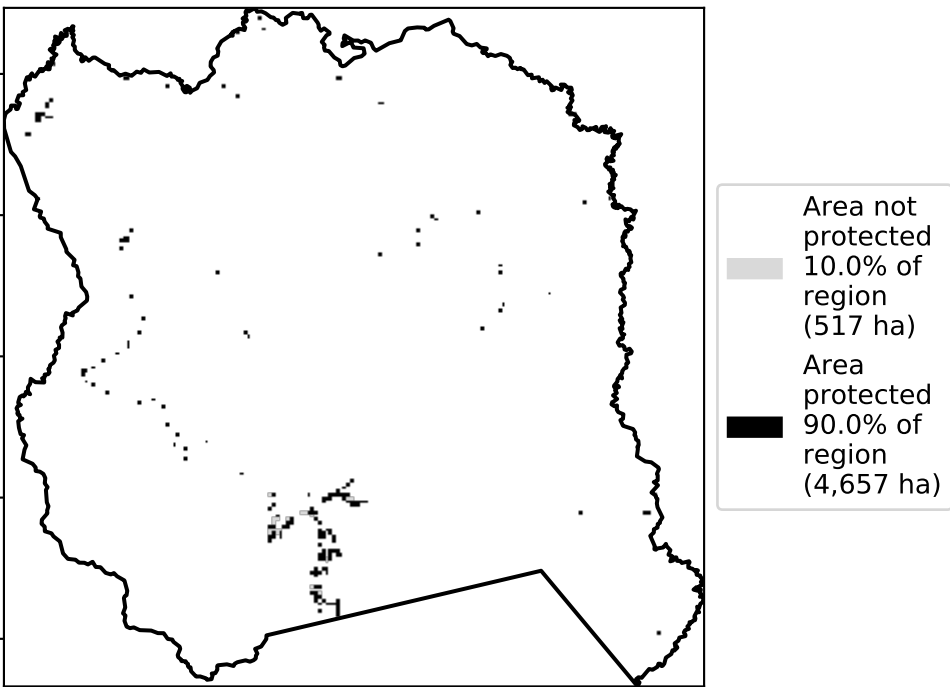 Area not
protected
10.0% of
region
(517 ha)
Area
protected
90.0% of
region
(4,657 ha)